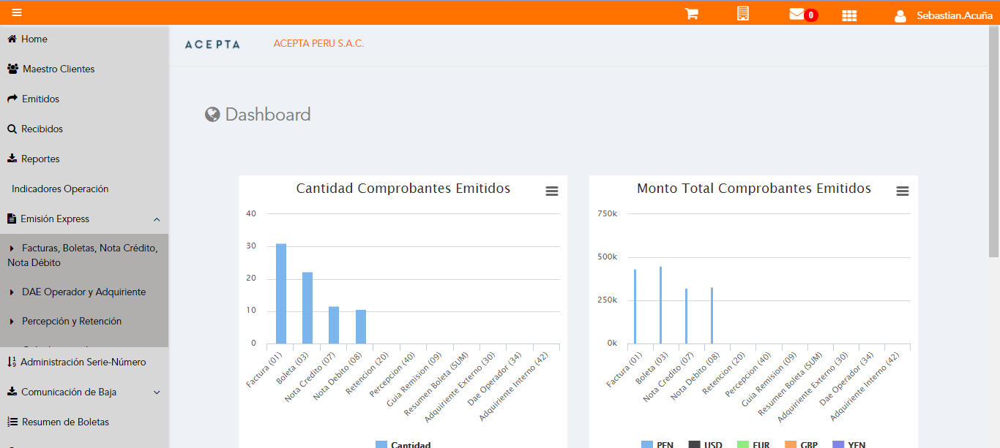 0
Sebastian.Acuña
Home
Maestro Clientes
Emitidos
Recibidos
Reportes
Indicadores Operación
Emisión Express
Facturas, Boletas, Nota Crédito,
Nota Débito
DAE Operador y Adquiriente
Percepción y Retención
Administración Serie-Número
Comunicación de Baja
Resumen de Boletas
ACEPTA
ACEPTA PERU S.A.C.
Dashboard
Cantidad Comprobantes Emitidos
40
30
20
10
0
Factura (01)
Boleta (03)
Nota Credito (07)
Nota Debito (08)
Retencion (20)
Percepcion (40)
Guia Remision (09)
Resumen Boleta (SUM)
Adquiriente Externo (30)
Dae Operador (34)
Adquiriente Interno (42)
Cantidad
Monto Total Comprobantes Emitidos
750k
500k
250k
0k
Factura (01)
Boleta (03)
Nota Credito (07)
Nota Debito (08)
Retencion (20)
Percepcion (40)
Guia Remision (09)
Resumen Boleta (SUM)
Adquiriente Externo (30)
Dae Operador (34)
Adquiriente Interno (42)
PEN USD EUR GBP YEN